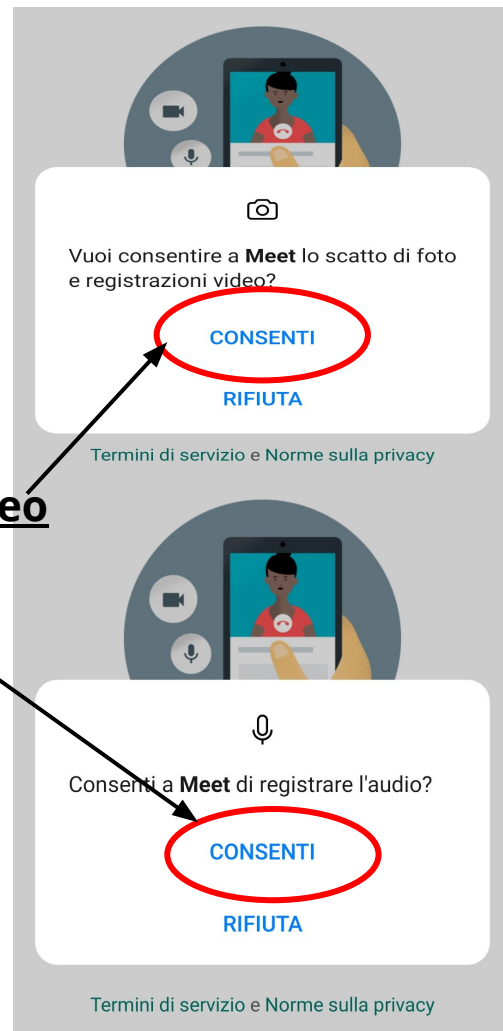 Vuoi consentire a Meet lo scatto di foto
e registrazioni video?
CONSENTI
RIFIUTA
Termini di servizio e Norme sulla privacy
eo
Consenti a Meet di registrare l'audio?
CONSENTI
RIFIUTA
Termini di servizio e Norme sulla privacy